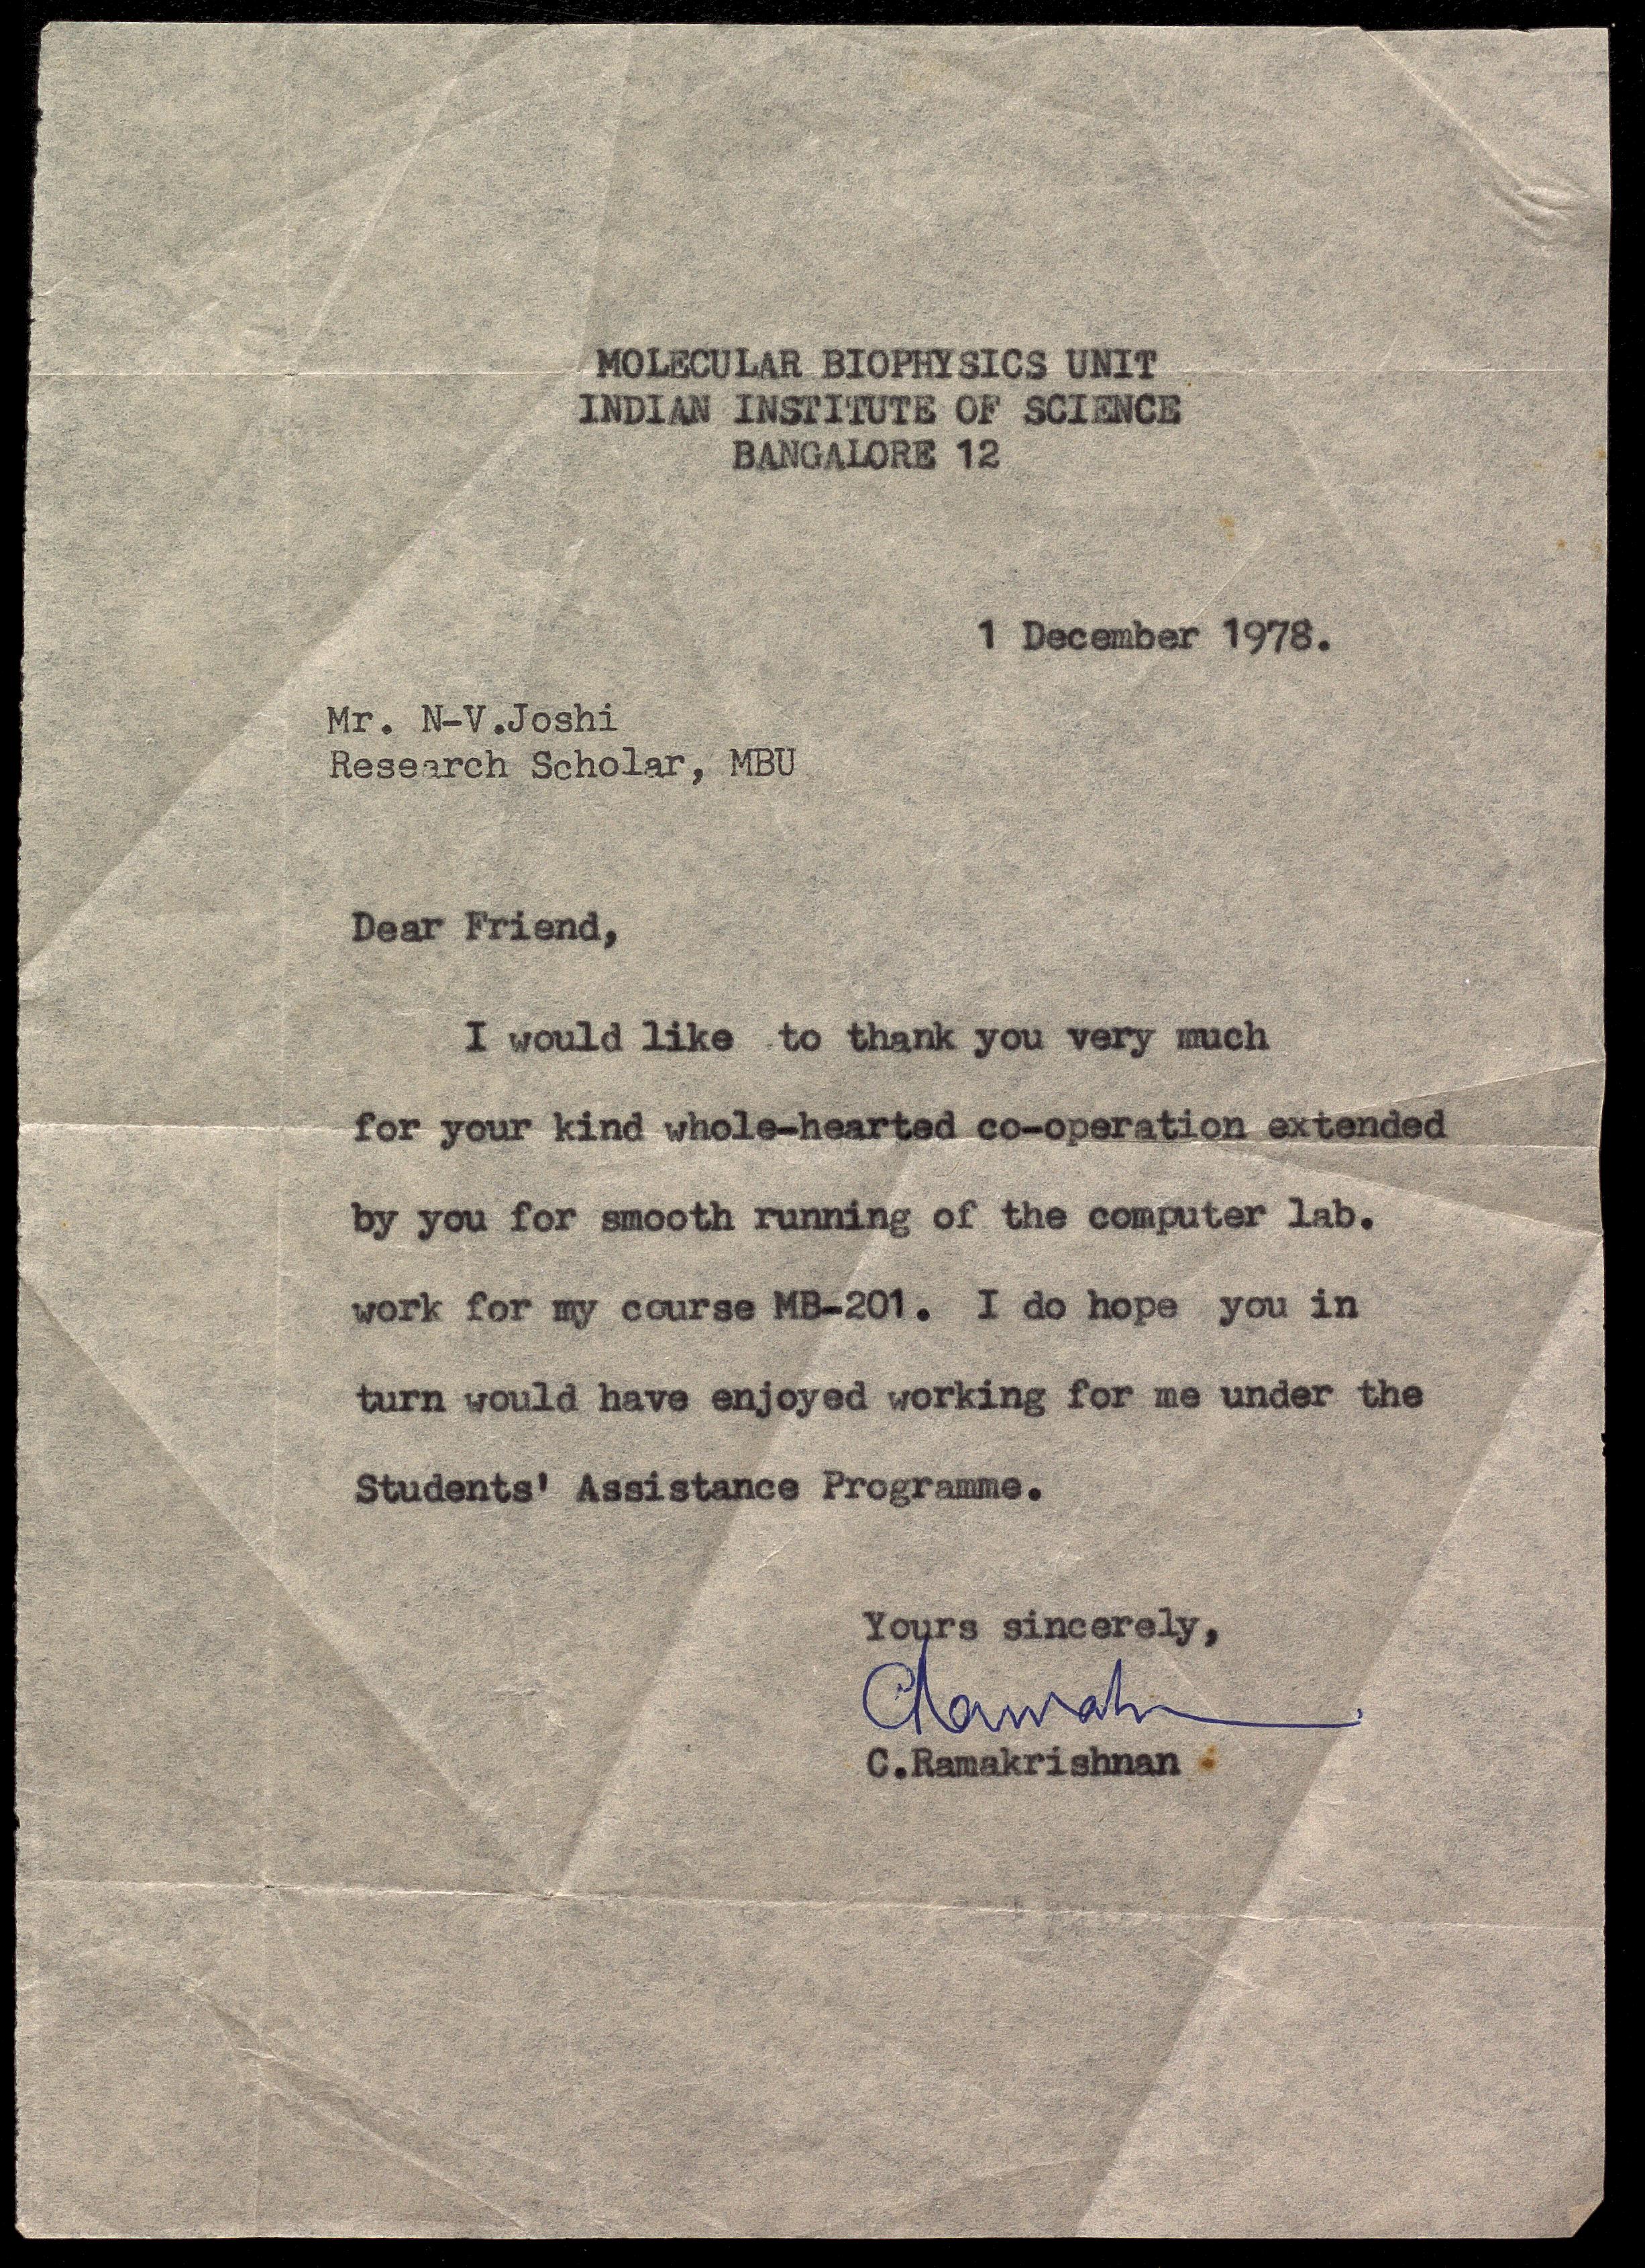 MOLECULAR BIOPHYSICS UNIT
INDIAN INSTITUTE OF SCIENCE
BANGALORE 12
1 December 1978.
Mr. N-V.Joshi
Research Scholar, MBU
Dear Friend,
I would like to thank you very much
for your kind whole-hearted co-operation extended
by you for smooth running of the computer lab.
work for my course MB-201. I do hope you in
turn would have enjoyed working for me under the
Students' Assistance Programme.
Yours sincerely,
C.Ramakrishnan